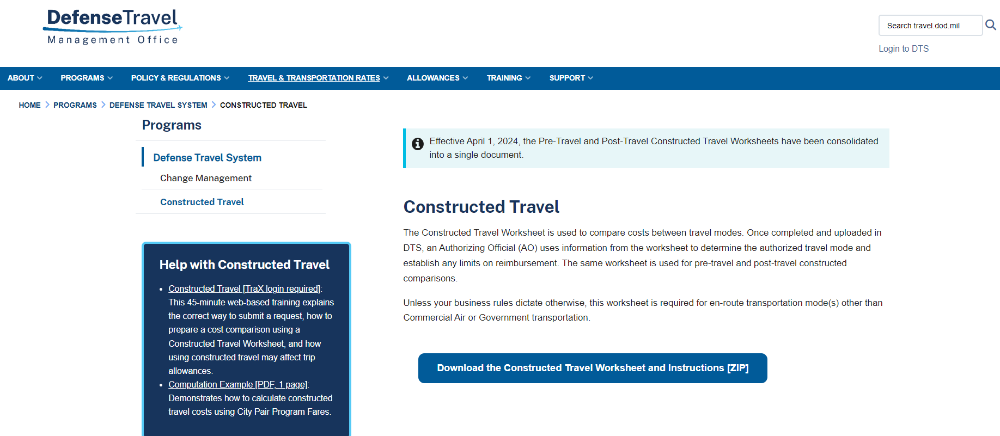 DefenseTravel
Management Office
Search travel.dod.mil
Login to DTS
ABOUT PROGRAMS POLICY & REGULATIONS TRAVEL & TRANSPORTATION RATES ALLOWANCES TRAINING SUPPORT
HOME PROGRAMS DEFENSE TRAVEL SYSTEM CONSTRUCTED TRAVEL
Programs
Defense Travel System
Change Management
Constructed Travel
Help with Constructed Travel
• Constructed Travel [TraX login required]:
This 45-minute web-based training explains
the correct way to submit a request, how to
prepare a cost comparison using a
Constructed Travel Worksheet, and how
using constructed travel may affect trip
allowances.
• Computation Example [PDF, 1 page]:
Demonstrates how to calculate constructed
travel costs using City Pair Program Fares.
Effective April 1, 2024, the Pre-Travel and Post-Travel Constructed Travel Worksheets have been consolidated
into a single document.
Constructed Travel
The Constructed Travel Worksheet is used to compare costs between travel modes. Once completed and uploaded in
DTS, an Authorizing Official (AO) uses information from the worksheet to determine the authorized travel mode and
establish any limits on reimbursement. The same worksheet is used for pre-travel and post-travel constructed
comparisons.
Unless your business rules dictate otherwise, this worksheet is required for en-route transportation mode(s) other than
Commercial Air or Government transportation.
Download the Constructed Travel Worksheet and Instructions [ZIP]